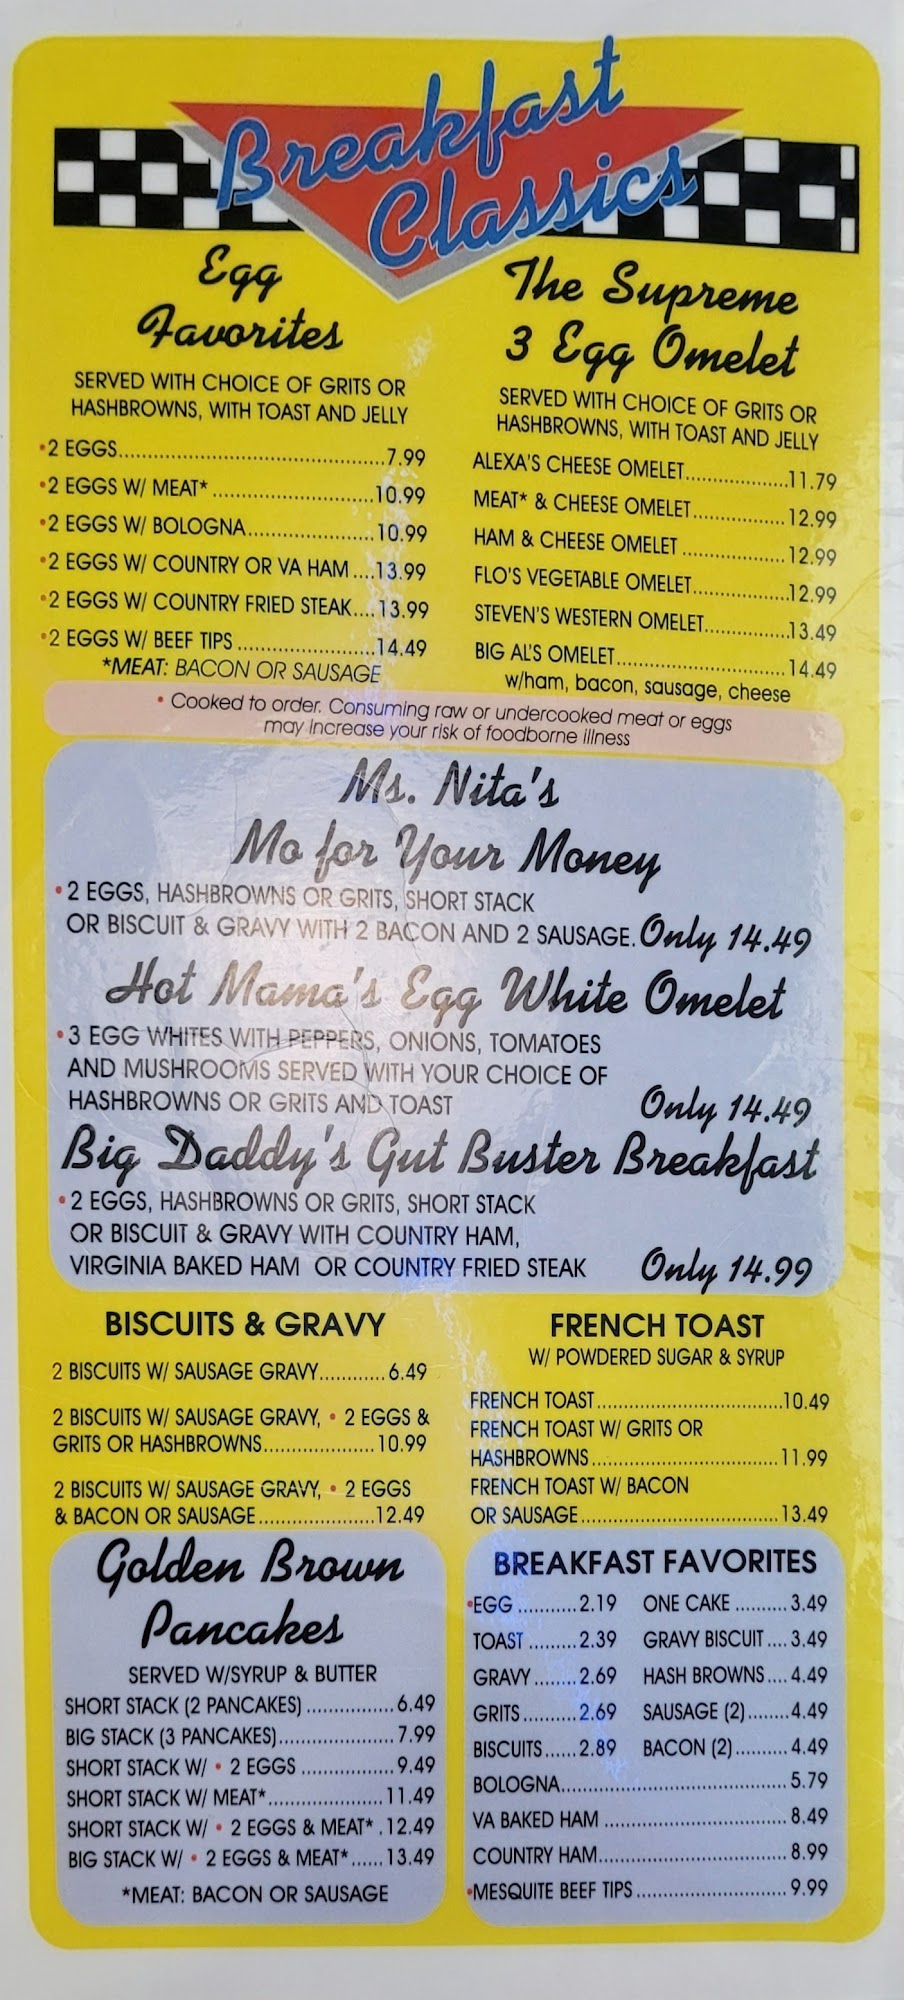 Breakfast
Classics
Egg
Favorites
SERVED WITH CHOICE OF GRITS OR
HASHBROWNS, WITH TOAST AND JELLY
•2 EGGS..........7.99
•2 EGGS W/ MEAT*..........10.99
•2 EGGS W/ BOLOGNA..........10.99
•2 EGGS W/ COUNTRY OR VA HAM....13.99
•2 EGGS W/ COUNTRY FRIED STEAK....13.99
•2 EGGS W/ BEEF TIPS..........14.49
*MEAT: BACON OR SAUSAGE
The Supreme
3 Egg Omelet
SERVED WITH CHOICE OF GRITS OR
HASHBROWNS, WITH TOAST AND JELLY
ALEXA'S CHEESE OMELET..........11.79
MEAT* & CHEESE OMELET..........12.99
HAM & CHEESE OMELET..........12.99
FLO'S VEGETABLE OMELET..........12.99
STEVEN'S WESTERN OMELET..........13.49
BIG AL'S OMELET..........14.49
w/ham, bacon, sausage, cheese
• Cooked to order. Consuming raw or undercooked meat or eggs
may increase your risk of foodborne illness
Ms. Nita's
Mo for Your Money
•2 EGGS, HASHBROWNS OR GRITS, SHORT STACK
OR BISCUIT & GRAVY WITH 2 BACON AND 2 SAUSAGE. Only 14.49
Hot Mama's Egg White Omelet
•3 EGG WHITES WITH PEPPERS, ONIONS, TOMATOES
AND MUSHROOMS SERVED WITH YOUR CHOICE OF
HASHBROWNS OR GRITS AND TOAST Only 14.49
Big Daddy's Gut Buster Breakfast
•2 EGGS, HASHBROWNS OR GRITS, SHORT STACK
OR BISCUIT & GRAVY WITH COUNTRY HAM,
VIRGINIA BAKED HAM OR COUNTRY FRIED STEAK Only 14.99
BISCUITS & GRAVY
2 BISCUITS W/ SAUSAGE GRAVY............6.49
2 BISCUITS W/ SAUSAGE GRAVY, • 2 EGGS &
GRITS OR HASHBROWNS..........10.99
2 BISCUITS W/ SAUSAGE GRAVY, • 2 EGGS
& BACON OR SAUSAGE..........12.49
FRENCH TOAST
W/ POWDERED SUGAR & SYRUP
FRENCH TOAST..........10.49
FRENCH TOAST W/ GRITS OR
HASHBROWNS..........11.99
FRENCH TOAST W/ BACON
OR SAUSAGE..........13.49
Golden Brown
Pancakes
SERVED W/SYRUP & BUTTER
SHORT STACK (2 PANCAKES)..........6.49
BIG STACK (3 PANCAKES)..........7.99
SHORT STACK W/ • 2 EGGS..........9.49
SHORT STACK W/ MEAT*..........11.49
SHORT STACK W/ • 2 EGGS & MEAT* .12.49
BIG STACK W/ • 2 EGGS & MEAT*......13.49
*MEAT: BACON OR SAUSAGE
BREAKFAST FAVORITES
•EGG..........2.19 ONE CAKE..........3.49
TOAST.........2.39 GRAVY BISCUIT....3.49
GRAVY........2.69 HASH BROWNS....4.49
GRITS..........2.69 SAUSAGE (2)........4.49
BISCUITS......2.89 BACON (2)..........4.49
BOLOGNA..........5.79
VA BAKED HAM..........8.49
COUNTRY HAM..........8.99
•MESQUITE BEEF TIPS..........9.99